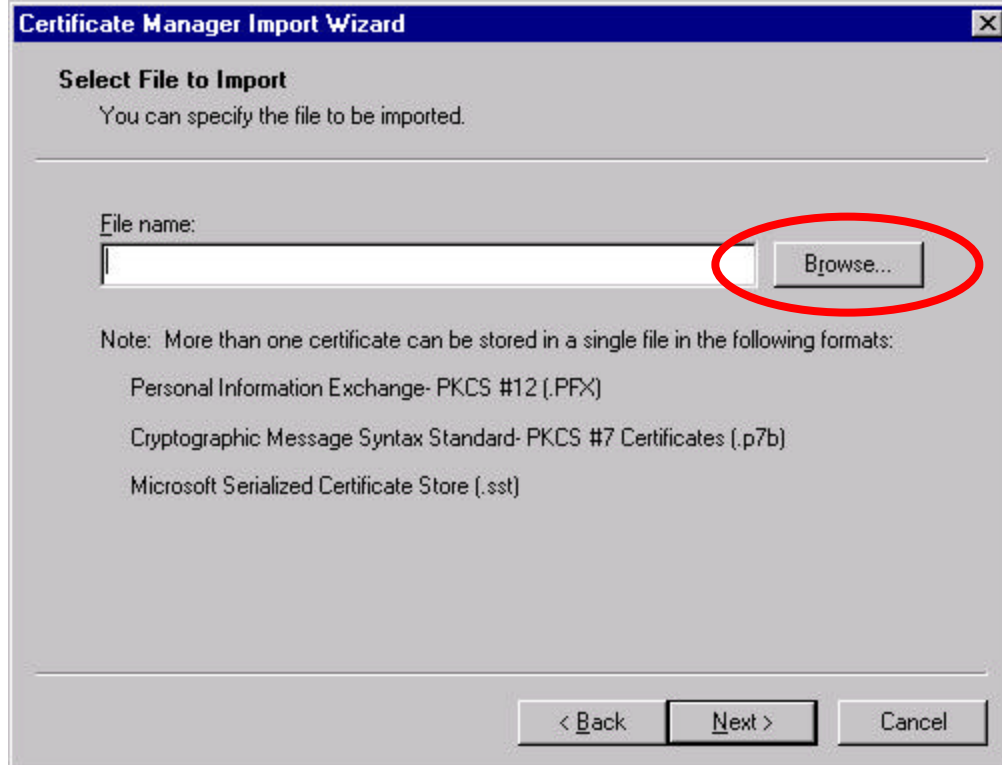 Certificate Manager Import Wizard
Select File to Import
You can specify the file to be imported.
File name:
Browse...
Note: More than one certificate can be stored in a single file in the following formats:
Personal Information Exchange- PKCS #12 (.PFX)
Cryptographic Message Syntax Standard- PKCS #7 Certificates (.p7b)
Microsoft Serialized Certificate Store (.sst)
< Back Next > Cancel